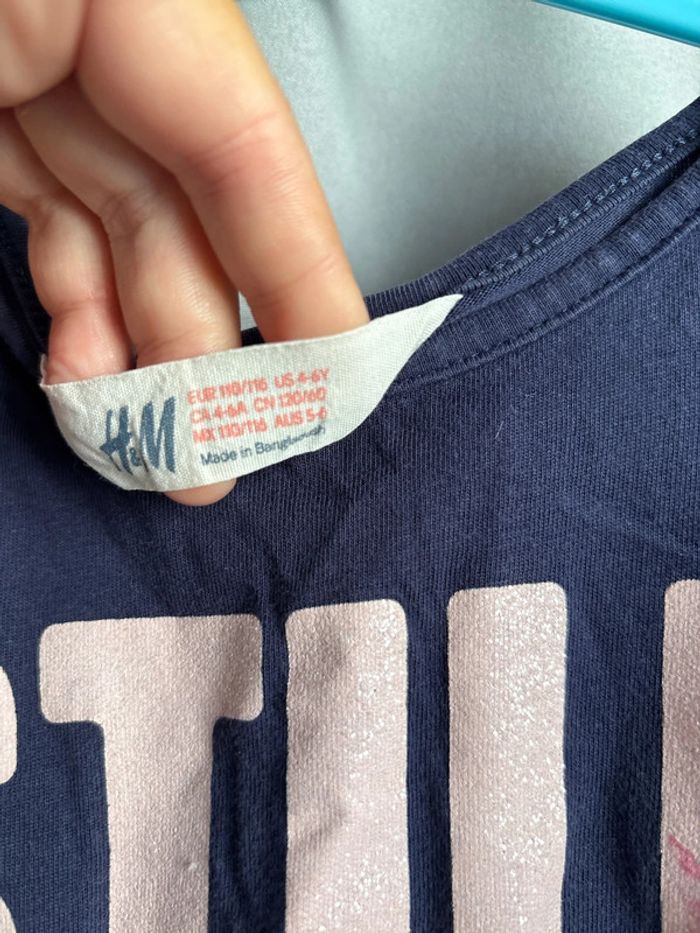 H&M
EUR 110/116 US 4-6Y
CA 4-6A CN 120/60
MX 110/116 AUS 5-6
Made in Bangladesh
STILL